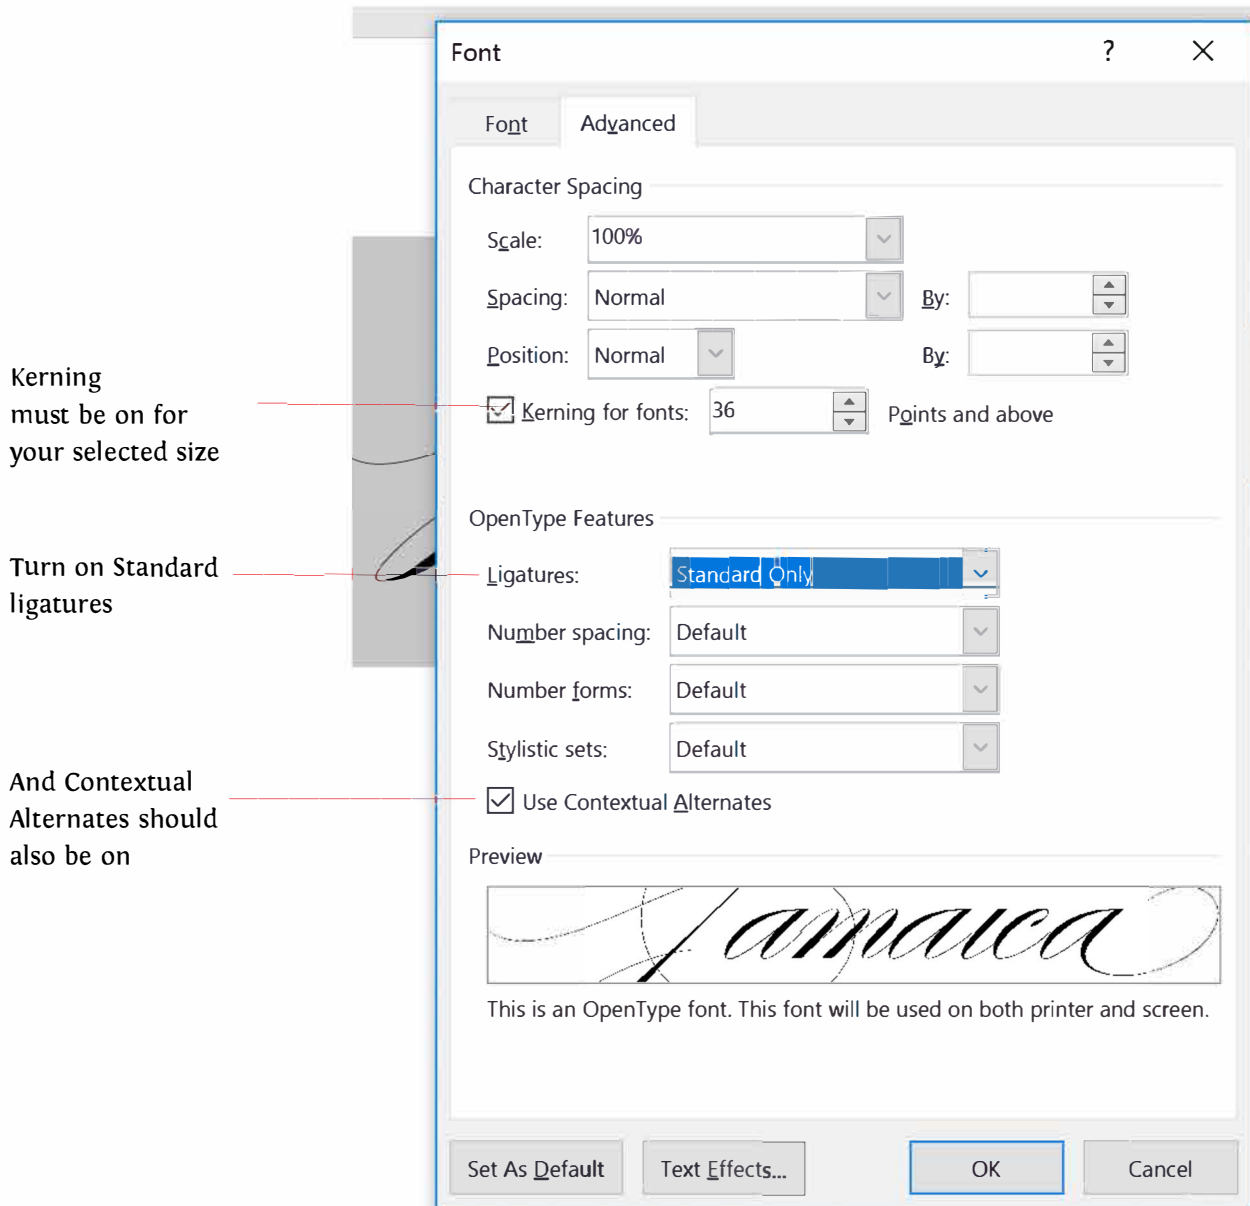 Font ?
Font Advanced
Character Spacing
Scale: 100%
Spacing: Normal By:
Position: Normal By:
Kerning
must be on for
your selected size
Kerning for fonts: 36 Points and above
OpenType Features
Turn on Standard
ligatures
Ligatures: Standard Only
Number spacing: Default
Number forms: Default
Stylistic sets: Default
And Contextual
Alternates should
also be on
Use Contextual Alternates
Preview
Jamaica
This is an OpenType font. This font will be used on both printer and screen.
Set As Default Text Effects... OK Cancel